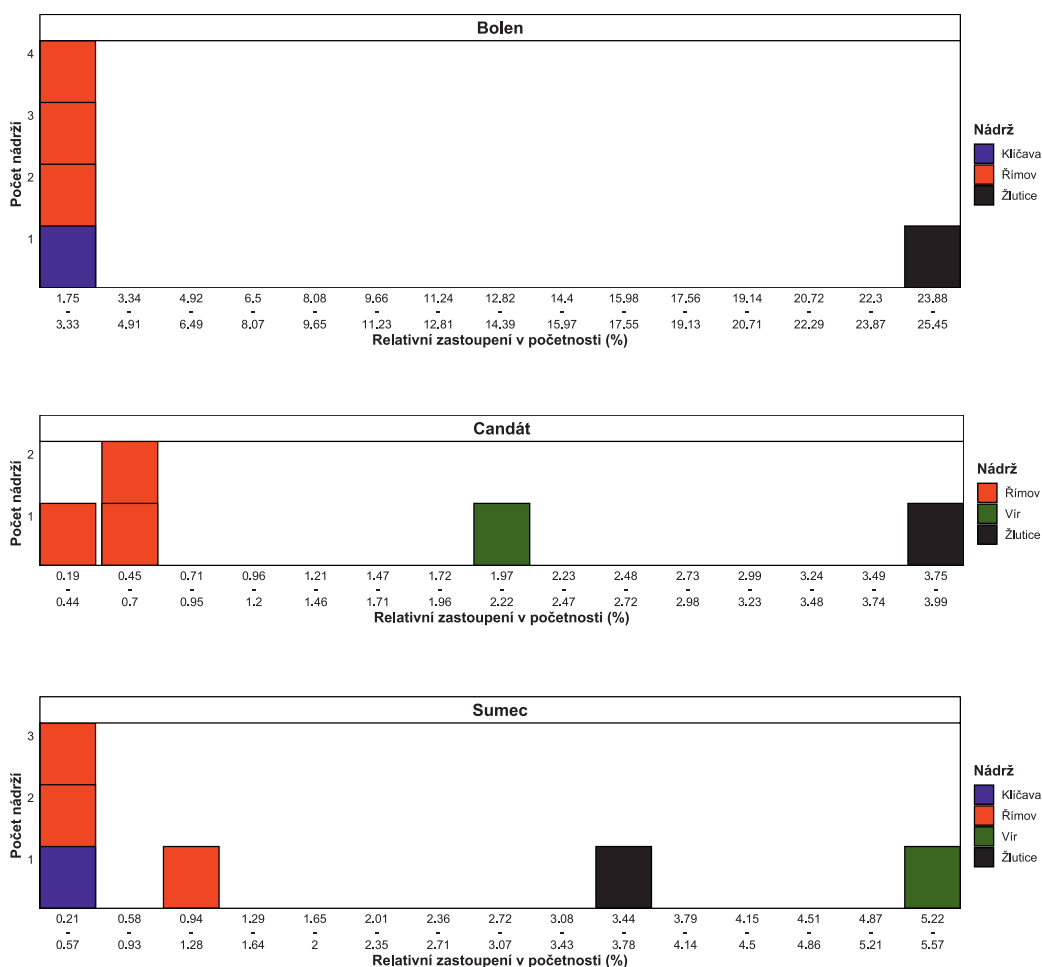 Bolen
4
3
2
1
Počet nádrží
1.75 3.34 4.92 6.5 8.08 9.66 11.24 12.82 14.4 15.98 17.56 19.14 20.72 22.3 23.88
- - - - - - - - - - - - - - -
3.33 4.91 6.49 8.07 9.65 11.23 12.81 14.39 15.97 17.55 19.13 20.71 22.29 23.87 25.45
Relativní zastoupení v početnosti (%)
Nádrž
Klíčava
Římov
Žlutice
Candát
2
1
Počet nádrží
0.19 0.45 0.71 0.96 1.21 1.47 1.72 1.97 2.23 2.48 2.73 2.99 3.24 3.49 3.75
- - - - - - - - - - - - - - -
0.44 0.7 0.95 1.2 1.46 1.71 1.96 2.22 2.47 2.72 2.98 3.23 3.48 3.74 3.99
Relativní zastoupení v početnosti (%)
Nádrž
Římov
Vír
Žlutice
Sumec
3
2
1
Počet nádrží
0.21 0.58 0.94 1.29 1.65 2.01 2.36 2.72 3.08 3.44 3.79 4.15 4.51 4.87 5.22
- - - - - - - - - - - - - - -
0.57 0.93 1.28 1.64 2 2.35 2.71 3.07 3.43 3.78 4.14 4.5 4.86 5.21 5.57
Relativní zastoupení v početnosti (%)
Nádrž
Klíčava
Římov
Vír
Žlutice